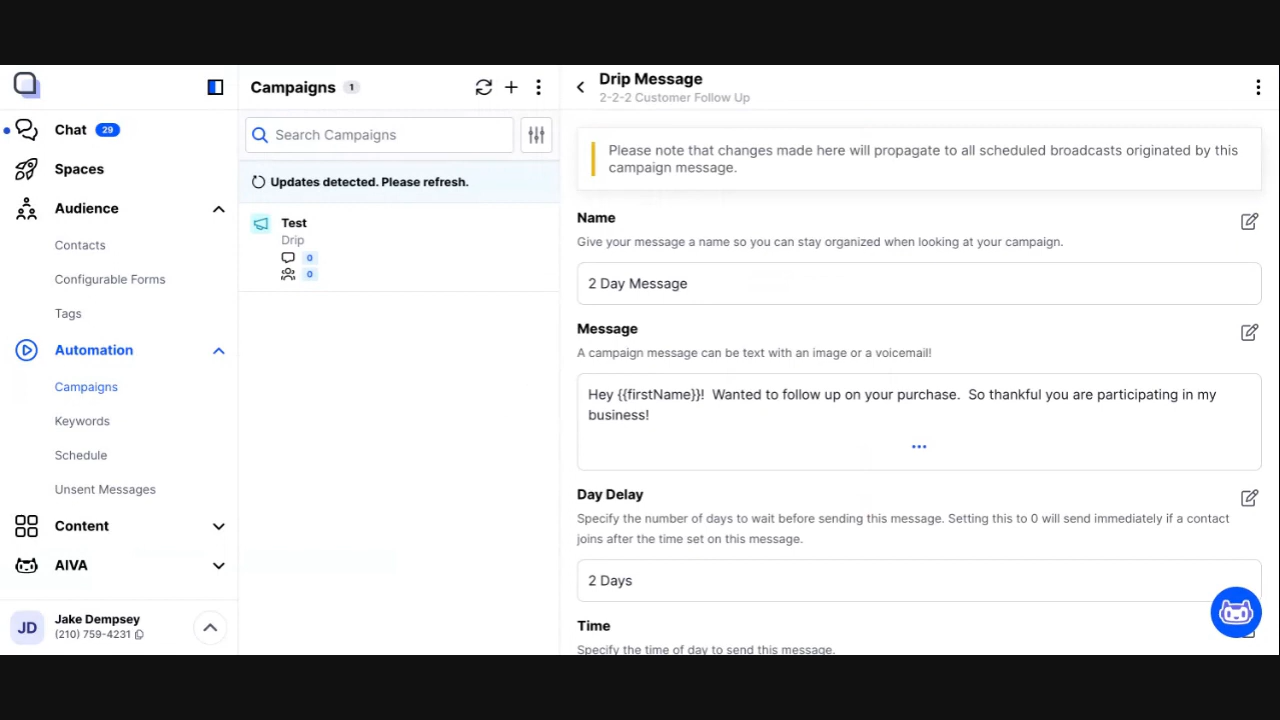 Chat 29
Spaces
Audience
Contacts
Configurable Forms
Tags
Automation
Campaigns
Keywords
Schedule
Unsent Messages
Content
AIVA
JD
Jake Dempsey
(210) 759-4231
Campaigns 1
Search Campaigns
Updates detected. Please refresh.
Test
Drip
0
0
Drip Message
2-2-2 Customer Follow Up
Please note that changes made here will propagate to all scheduled broadcasts originated by this
campaign message.
Name
Give your message a name so you can stay organized when looking at your campaign.
2 Day Message
Message
A campaign message can be text with an image or a voicemail!
Hey {{firstName}}! Wanted to follow up on your purchase. So thankful you are participating in my
business!
Day Delay
Specify the number of days to wait before sending this message. Setting this to 0 will send immediately if a contact
joins after the time set on this message.
2 Days
Time
Specify the time of day to send this message.